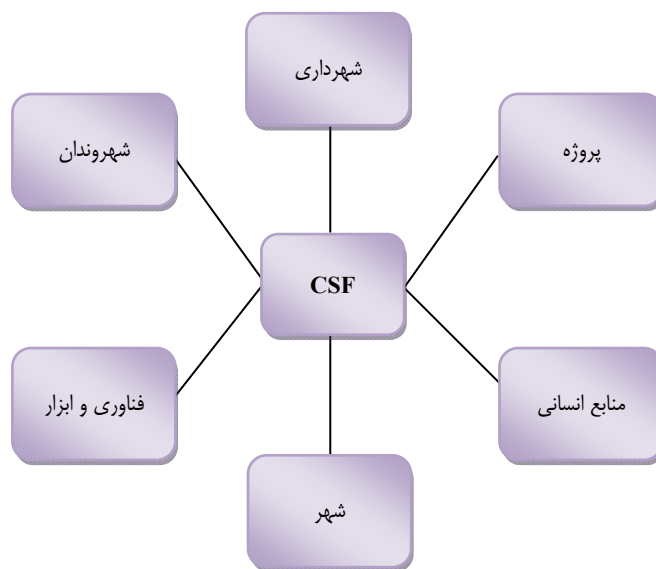 شهرداری
پروژه
شهروندان
CSF
منابع انسانی
فناوری و ابزار
شهر